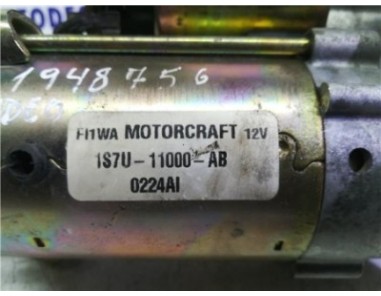 1948756
FI1WA MOTORCRAFT 12V
1S7U-11000-AB
0224AI